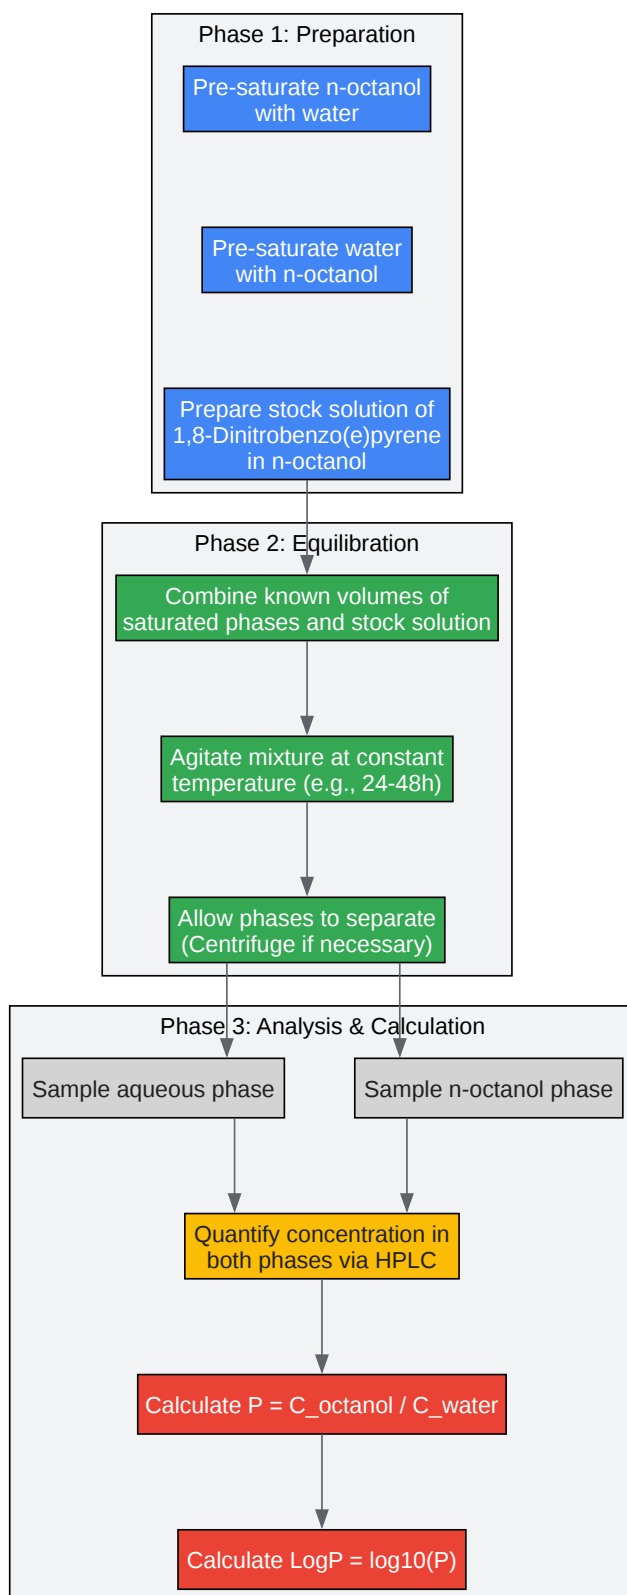 Phase 1: Preparation
Pre-saturate n-octanol
with water
Pre-saturate water
with n-octanol
Prepare stock solution of
1,8-Dinitrobenzo(e)pyrene
in n-octanol
Phase 2: Equilibration
Combine known volumes of
saturated phases and stock solution
Agitate mixture at constant
temperature (e.g., 24-48h)
Allow phases to separate
(Centrifuge if necessary)
Phase 3: Analysis & Calculation
Sample aqueous phase
Sample n-octanol phase
Quantify concentration in
both phases via HPLC
Calculate P = C_octanol / C_water
Calculate LogP = log10(P)